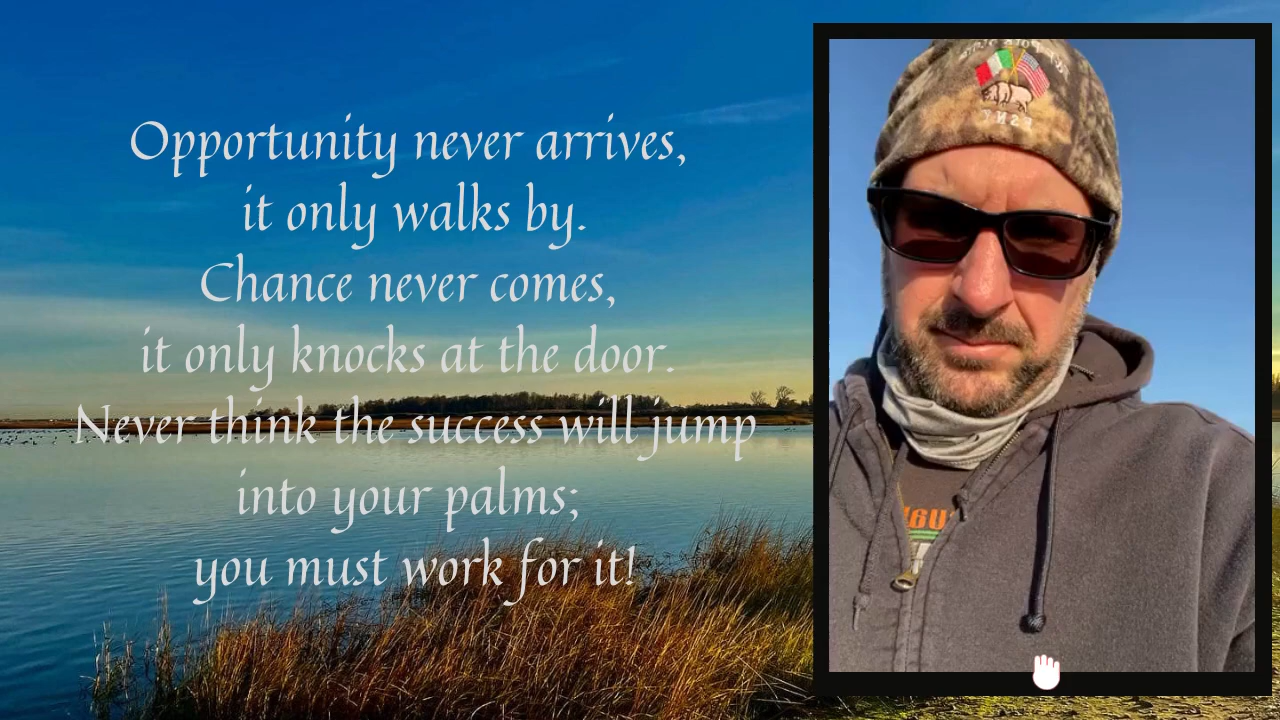 Opportunity never arrives,
it only walks by.
Chance never comes,
it only knocks at the door.
Never think the success will jump
into your palms;
you must work for it!